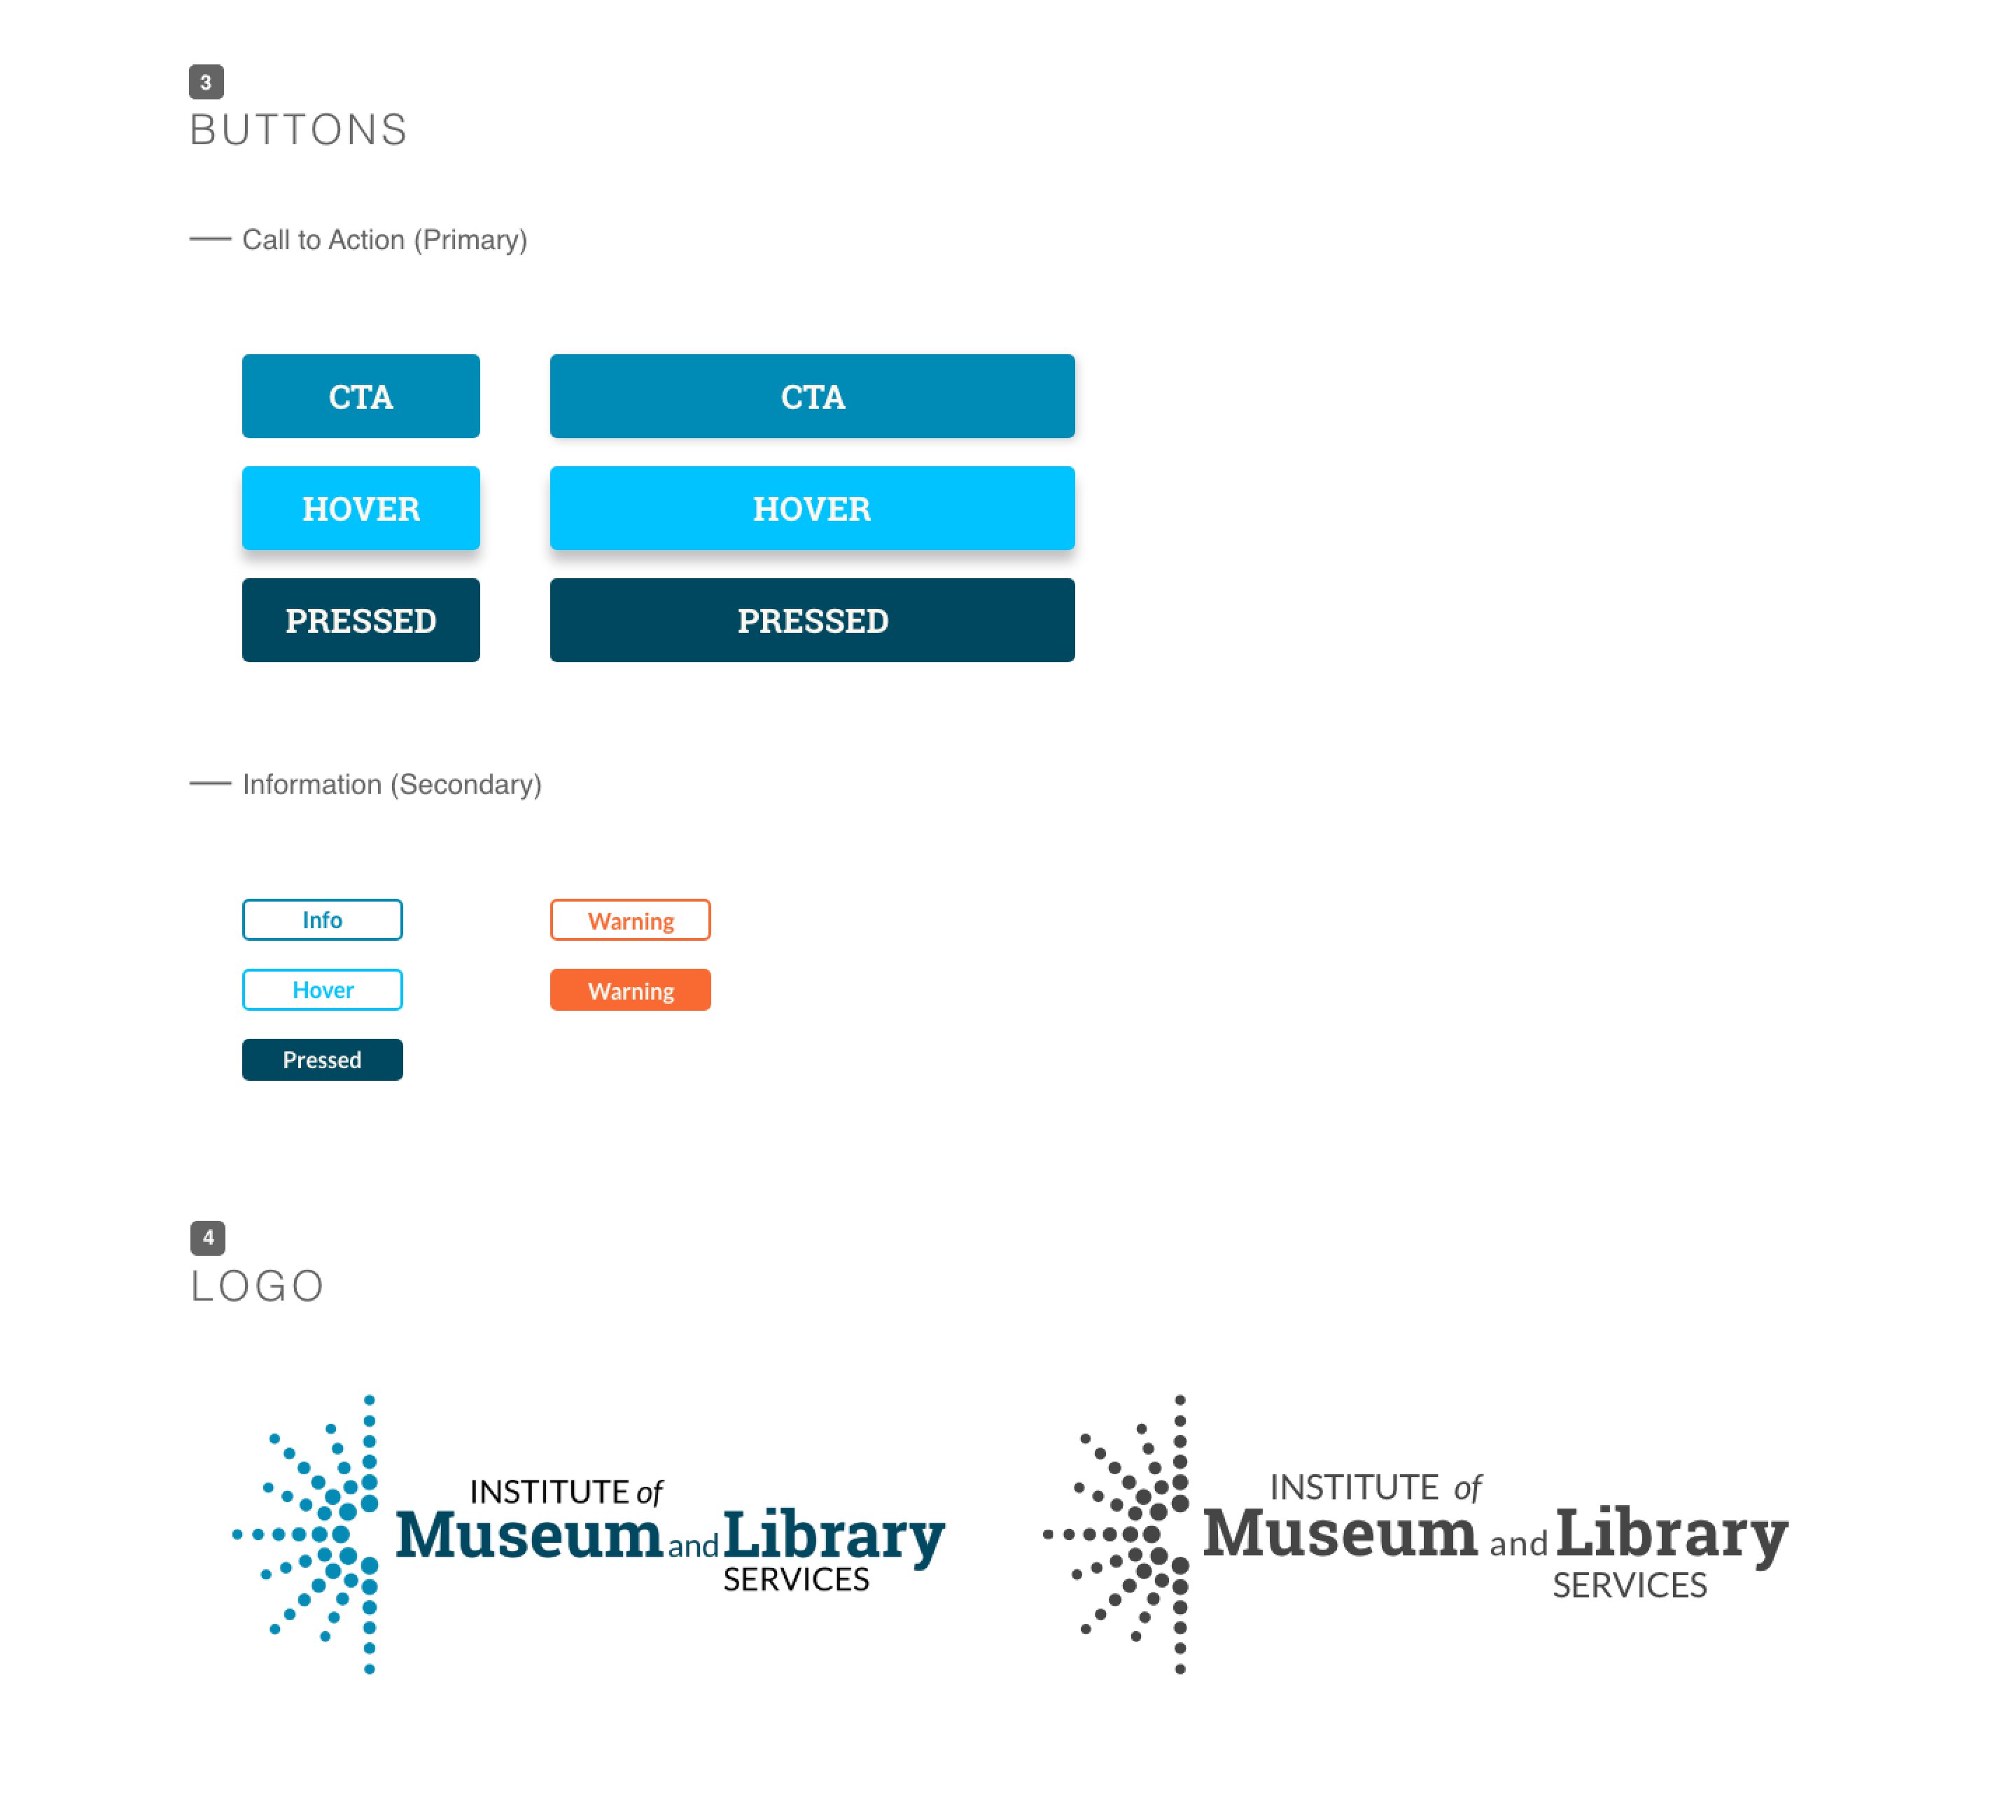 3
BUTTONS
Call to Action (Primary)
CTA
CTA
HOVER
HOVER
PRESSED
PRESSED
Information (Secondary)
Info
Warning
Hover
Warning
Pressed
4
LOGO
INSTITUTE of
Museum and Library
SERVICES
INSTITUTE of
Museum and Library
SERVICES